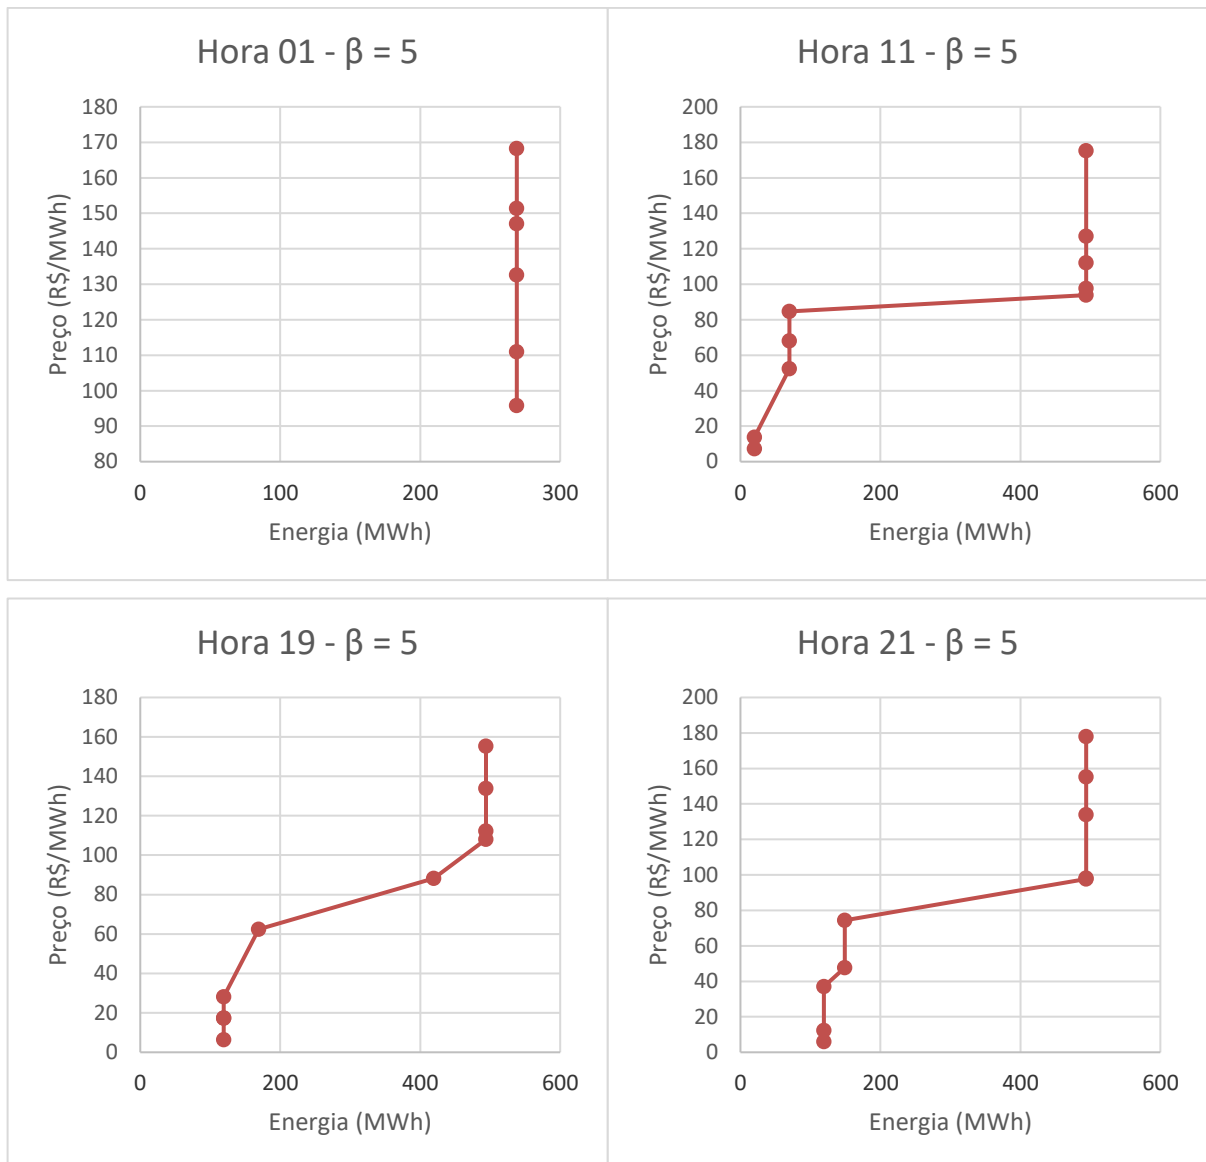 Hora 01 - β = 5
Preço (R$/MWh)
180
170
160
150
140
130
120
110
100
90
80
0 100 200 300
Energia (MWh)
Hora 11 - β = 5
Preço (R$/MWh)
200
180
160
140
120
100
80
60
40
20
0
0 200 400 600
Energia (MWh)
Hora 19 - β = 5
Preço (R$/MWh)
180
160
140
120
100
80
60
40
20
0
0 200 400 600
Energia (MWh)
Hora 21 - β = 5
Preço (R$/MWh)
200
180
160
140
120
100
80
60
40
20
0
0 200 400 600
Energia (MWh)